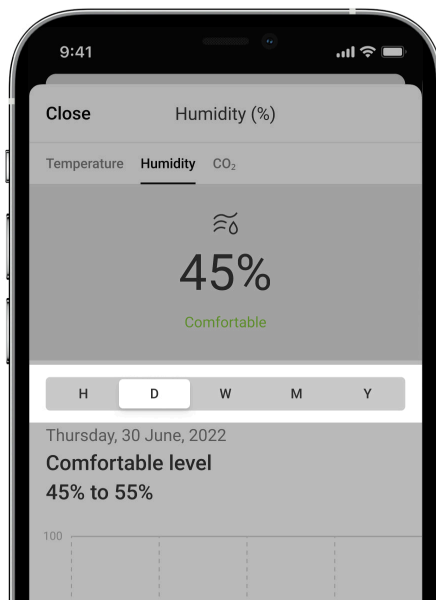 9:41
Close Humidity (%)
Temperature Humidity CO₂
45%
Comfortable
H D W M Y
Thursday, 30 June, 2022
Comfortable level
45% to 55%
100